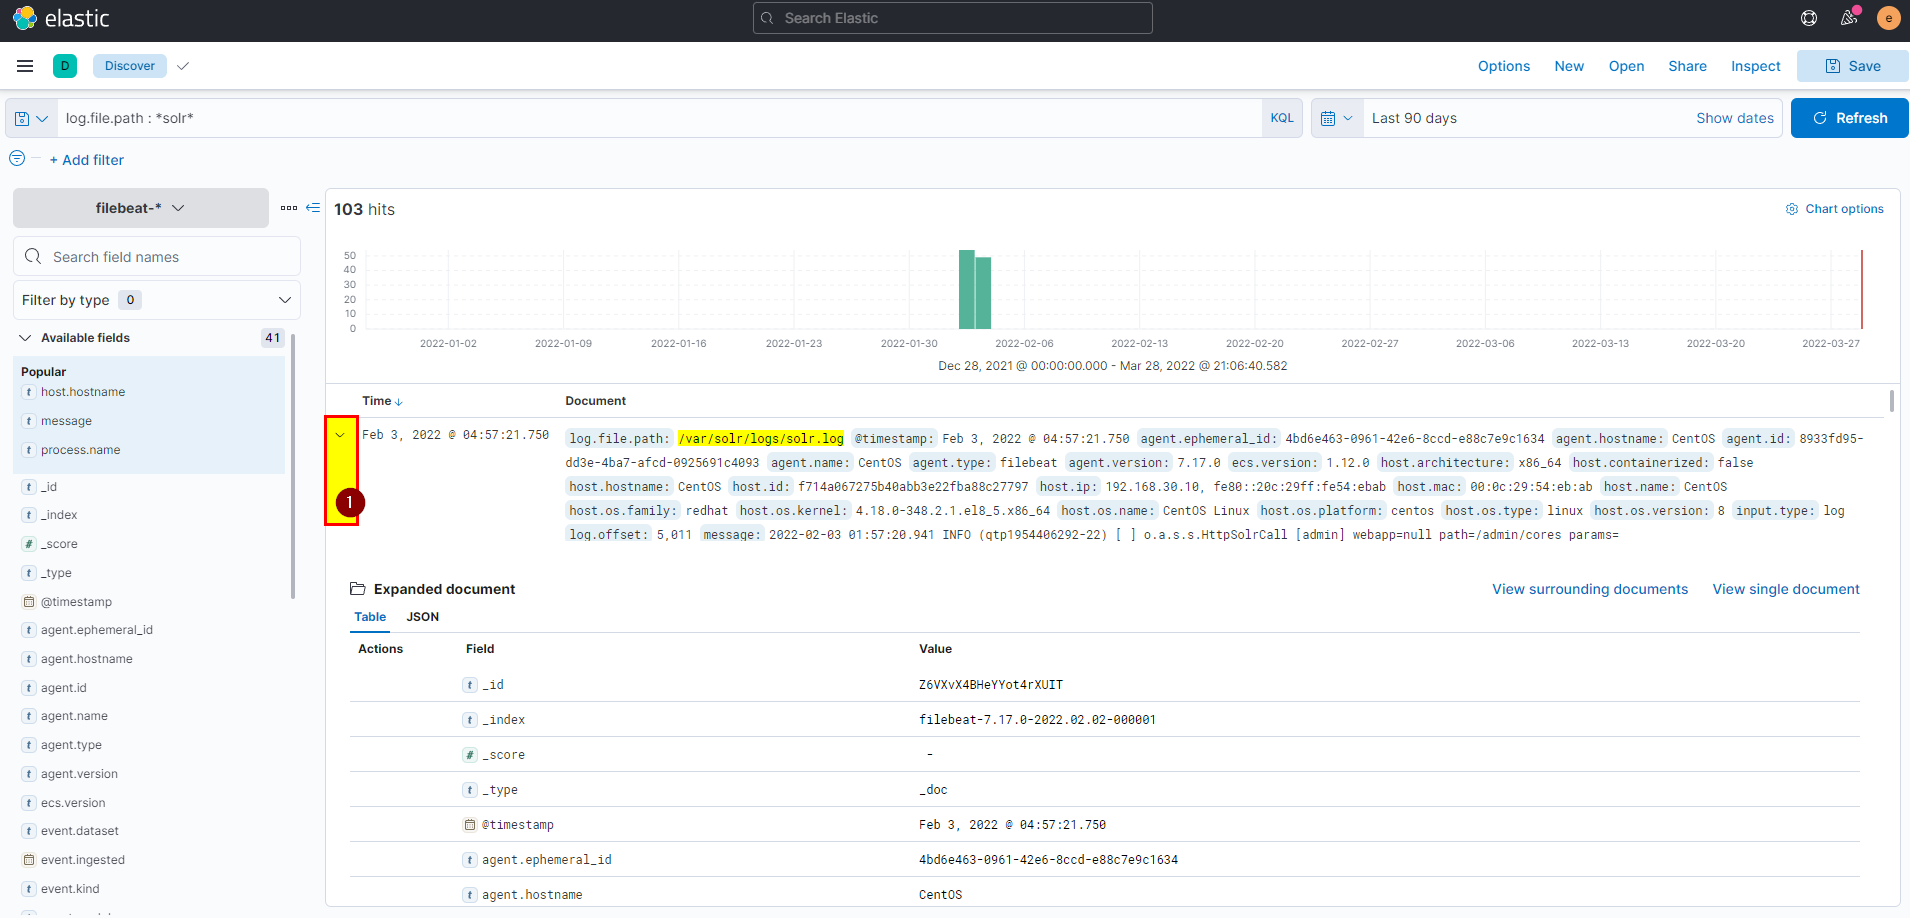 elastic
Search Elastic
e
D
Discover
Options New Open Share Inspect Save
log.file.path : *solr*
KQL
Last 90 days
Show dates
Refresh
+ Add filter
filebeat-*
Search field names
Filter by type 0
Available fields 41
Popular
t host.hostname
t message
t process.name
t _id
t _index
# _score
t _type
@timestamp
t agent.ephemeral_id
t agent.hostname
t agent.id
t agent.name
t agent.type
t agent.version
t ecs.version
t event.dataset
event.ingested
t event.kind
103 hits
Chart options
50
40
30
20
10
0
2022-01-02 2022-01-09 2022-01-16 2022-01-23 2022-01-30 2022-02-06 2022-02-13 2022-02-20 2022-02-27 2022-03-06 2022-03-13 2022-03-20 2022-03-27
Dec 28, 2021 @ 00:00:00.000 - Mar 28, 2022 @ 21:06:40.582
Time Document
1
Feb 3, 2022 @ 04:57:21.750
log.file.path: /var/solr/logs/solr.log @timestamp: Feb 3, 2022 @ 04:57:21.750 agent.ephemeral_id: 4bd6e463-0961-42e6-8ccd-e88c7e9c1634 agent.hostname: CentOS agent.id: 8933fd95-
dd3e-4ba7-afcd-0925691c4093 agent.name: CentOS agent.type: filebeat agent.version: 7.17.0 ecs.version: 1.12.0 host.architecture: x86_64 host.containerized: false
host.hostname: CentOS host.id: f714a067275b40abb3e22fba88c27797 host.ip: 192.168.30.10, fe80::20c:29ff:fe54:ebab host.mac: 00:0c:29:54:eb:ab host.name: CentOS
host.os.family: redhat host.os.kernel: 4.18.0-348.2.1.el8_5.x86_64 host.os.name: CentOS Linux host.os.platform: centos host.os.type: linux host.os.version: 8 input.type: log
log.offset: 5,011 message: 2022-02-03 01:57:20.941 INFO (qtp1954406292-22) [ ] o.a.s.s.HttpSolrCall [admin] webapp=null path=/admin/cores params=
Expanded document
View surrounding documents View single document
Table JSON
Actions Field Value
t _id Z6VXvX4BHeYYot4rXUIT
t _index filebeat-7.17.0-2022.02.02-000001
# _score -
t _type _doc
@timestamp Feb 3, 2022 @ 04:57:21.750
t agent.ephemeral_id 4bd6e463-0961-42e6-8ccd-e88c7e9c1634
t agent.hostname CentOS